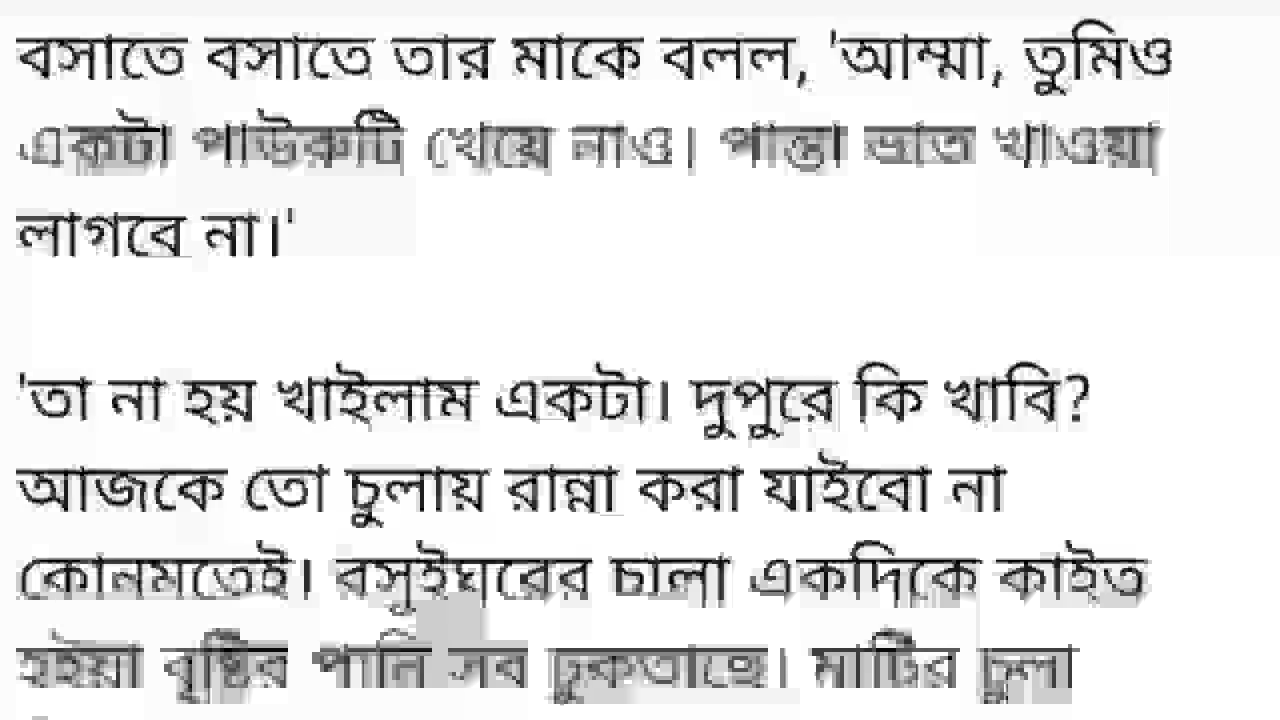 বসাতে বসাতে তার মাকে বলল, 'আম্মা, তুমিও
একটা পাউরুটি খেয়ে নাও। পান্তা ভাত খাওয়া
লাগবে না।'
'তা না হয় খাইলাম একটা। দুপুরে কি খাবি?
আজকে তো চুলায় রান্না করা যাইবো না
কোনমতেই। রসুইঘরের চালা একদিকে কাইত
হইয়া বৃষ্টির পানি সব ঢুকতাছে। মাটির চুলা